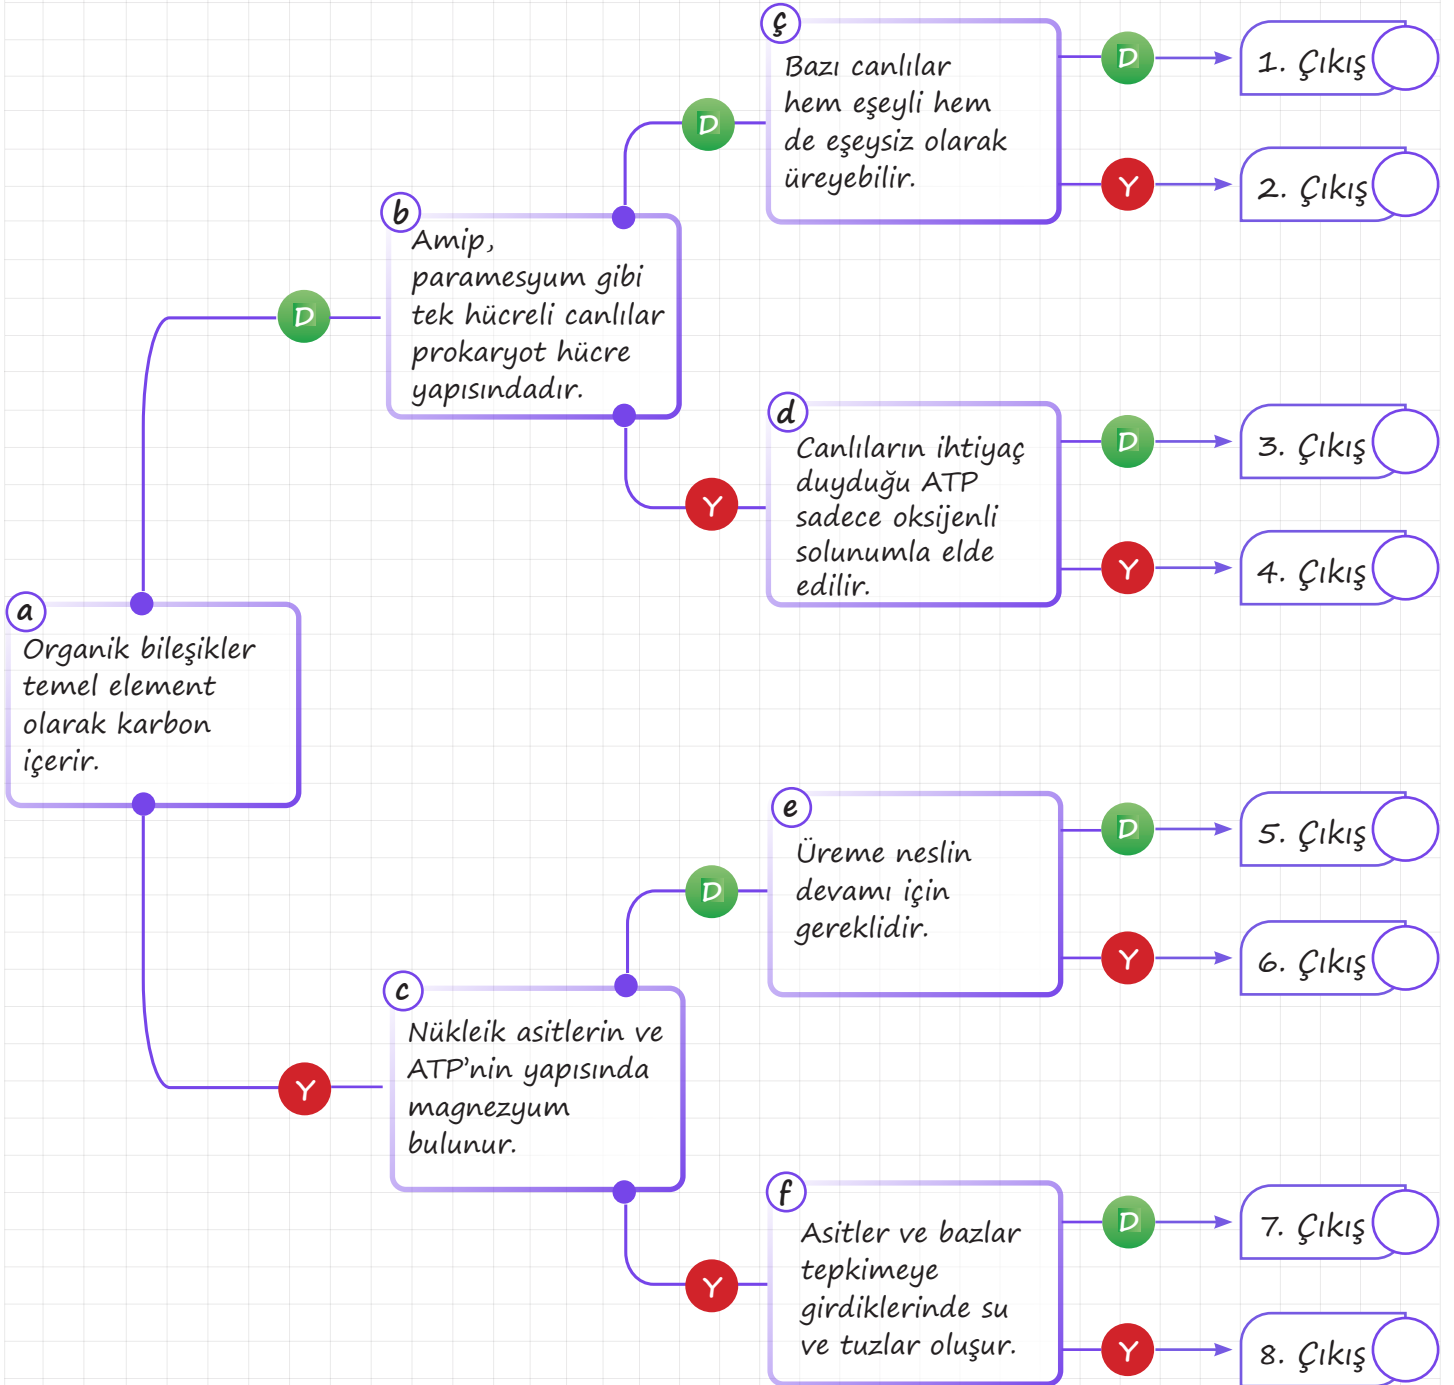 ç
Bazı canlılar
hem eşeyli hem
de eşeysiz olarak
üreyebilir.
D
1. Çıkış
Y
2. Çıkış
D
b
Amip,
paramesyum gibi
tek hücreli canlılar
prokaryot hücre
yapısındadır.
D
d
Canlıların ihtiyaç
duyduğu ATP
sadece oksijenli
solunumla elde
edilir.
D
3. Çıkış
Y
4. Çıkış
Y
a
Organik bileşikler
temel element
olarak karbon
içerir.
e
Üreme neslin
devamı için
gereklidir.
D
5. Çıkış
Y
6. Çıkış
D
c
Nükleik asitlerin ve
ATP'nin yapısında
magnezyum
bulunur.
Y
f
Asitler ve bazlar
tepkimeye
girdiklerinde su
ve tuzlar oluşur.
D
7. Çıkış
Y
8. Çıkış
Y